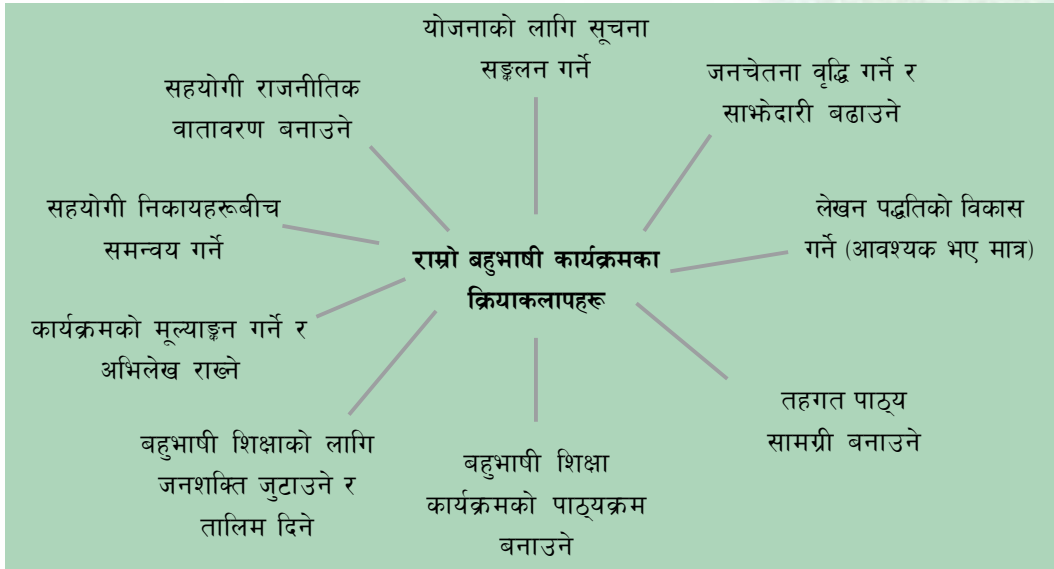 योजनाको लागि सूचना
सङ्कलन गर्ने
जनचेतना वृद्धि गर्ने र
साझेदारी बढाउने
लेखन पद्धतिको विकास
गर्ने (आवश्यक भए मात्र)
तहगत पाठ्य
सामग्री बनाउने
बहुभाषी शिक्षा
कार्यक्रमको पाठ्यक्रम
बनाउने
बहुभाषी शिक्षाको लागि
जनशक्ति जुटाउने र
तालिम दिने
कार्यक्रमको मूल्याङ्कन गर्ने र
अभिलेख राख्ने
सहयोगी निकायहरूबीच
समन्वय गर्ने
सहयोगी राजनीतिक
वातावरण बनाउने
राम्रो बहुभाषी कार्यक्रमका
क्रियाकलापहरू